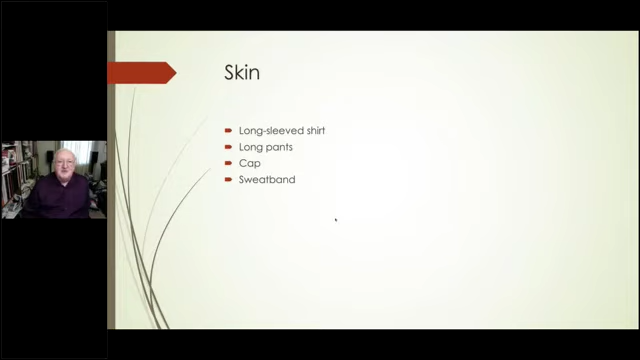 Skin
Long-sleeved shirt
Long pants
Cap
Sweatband